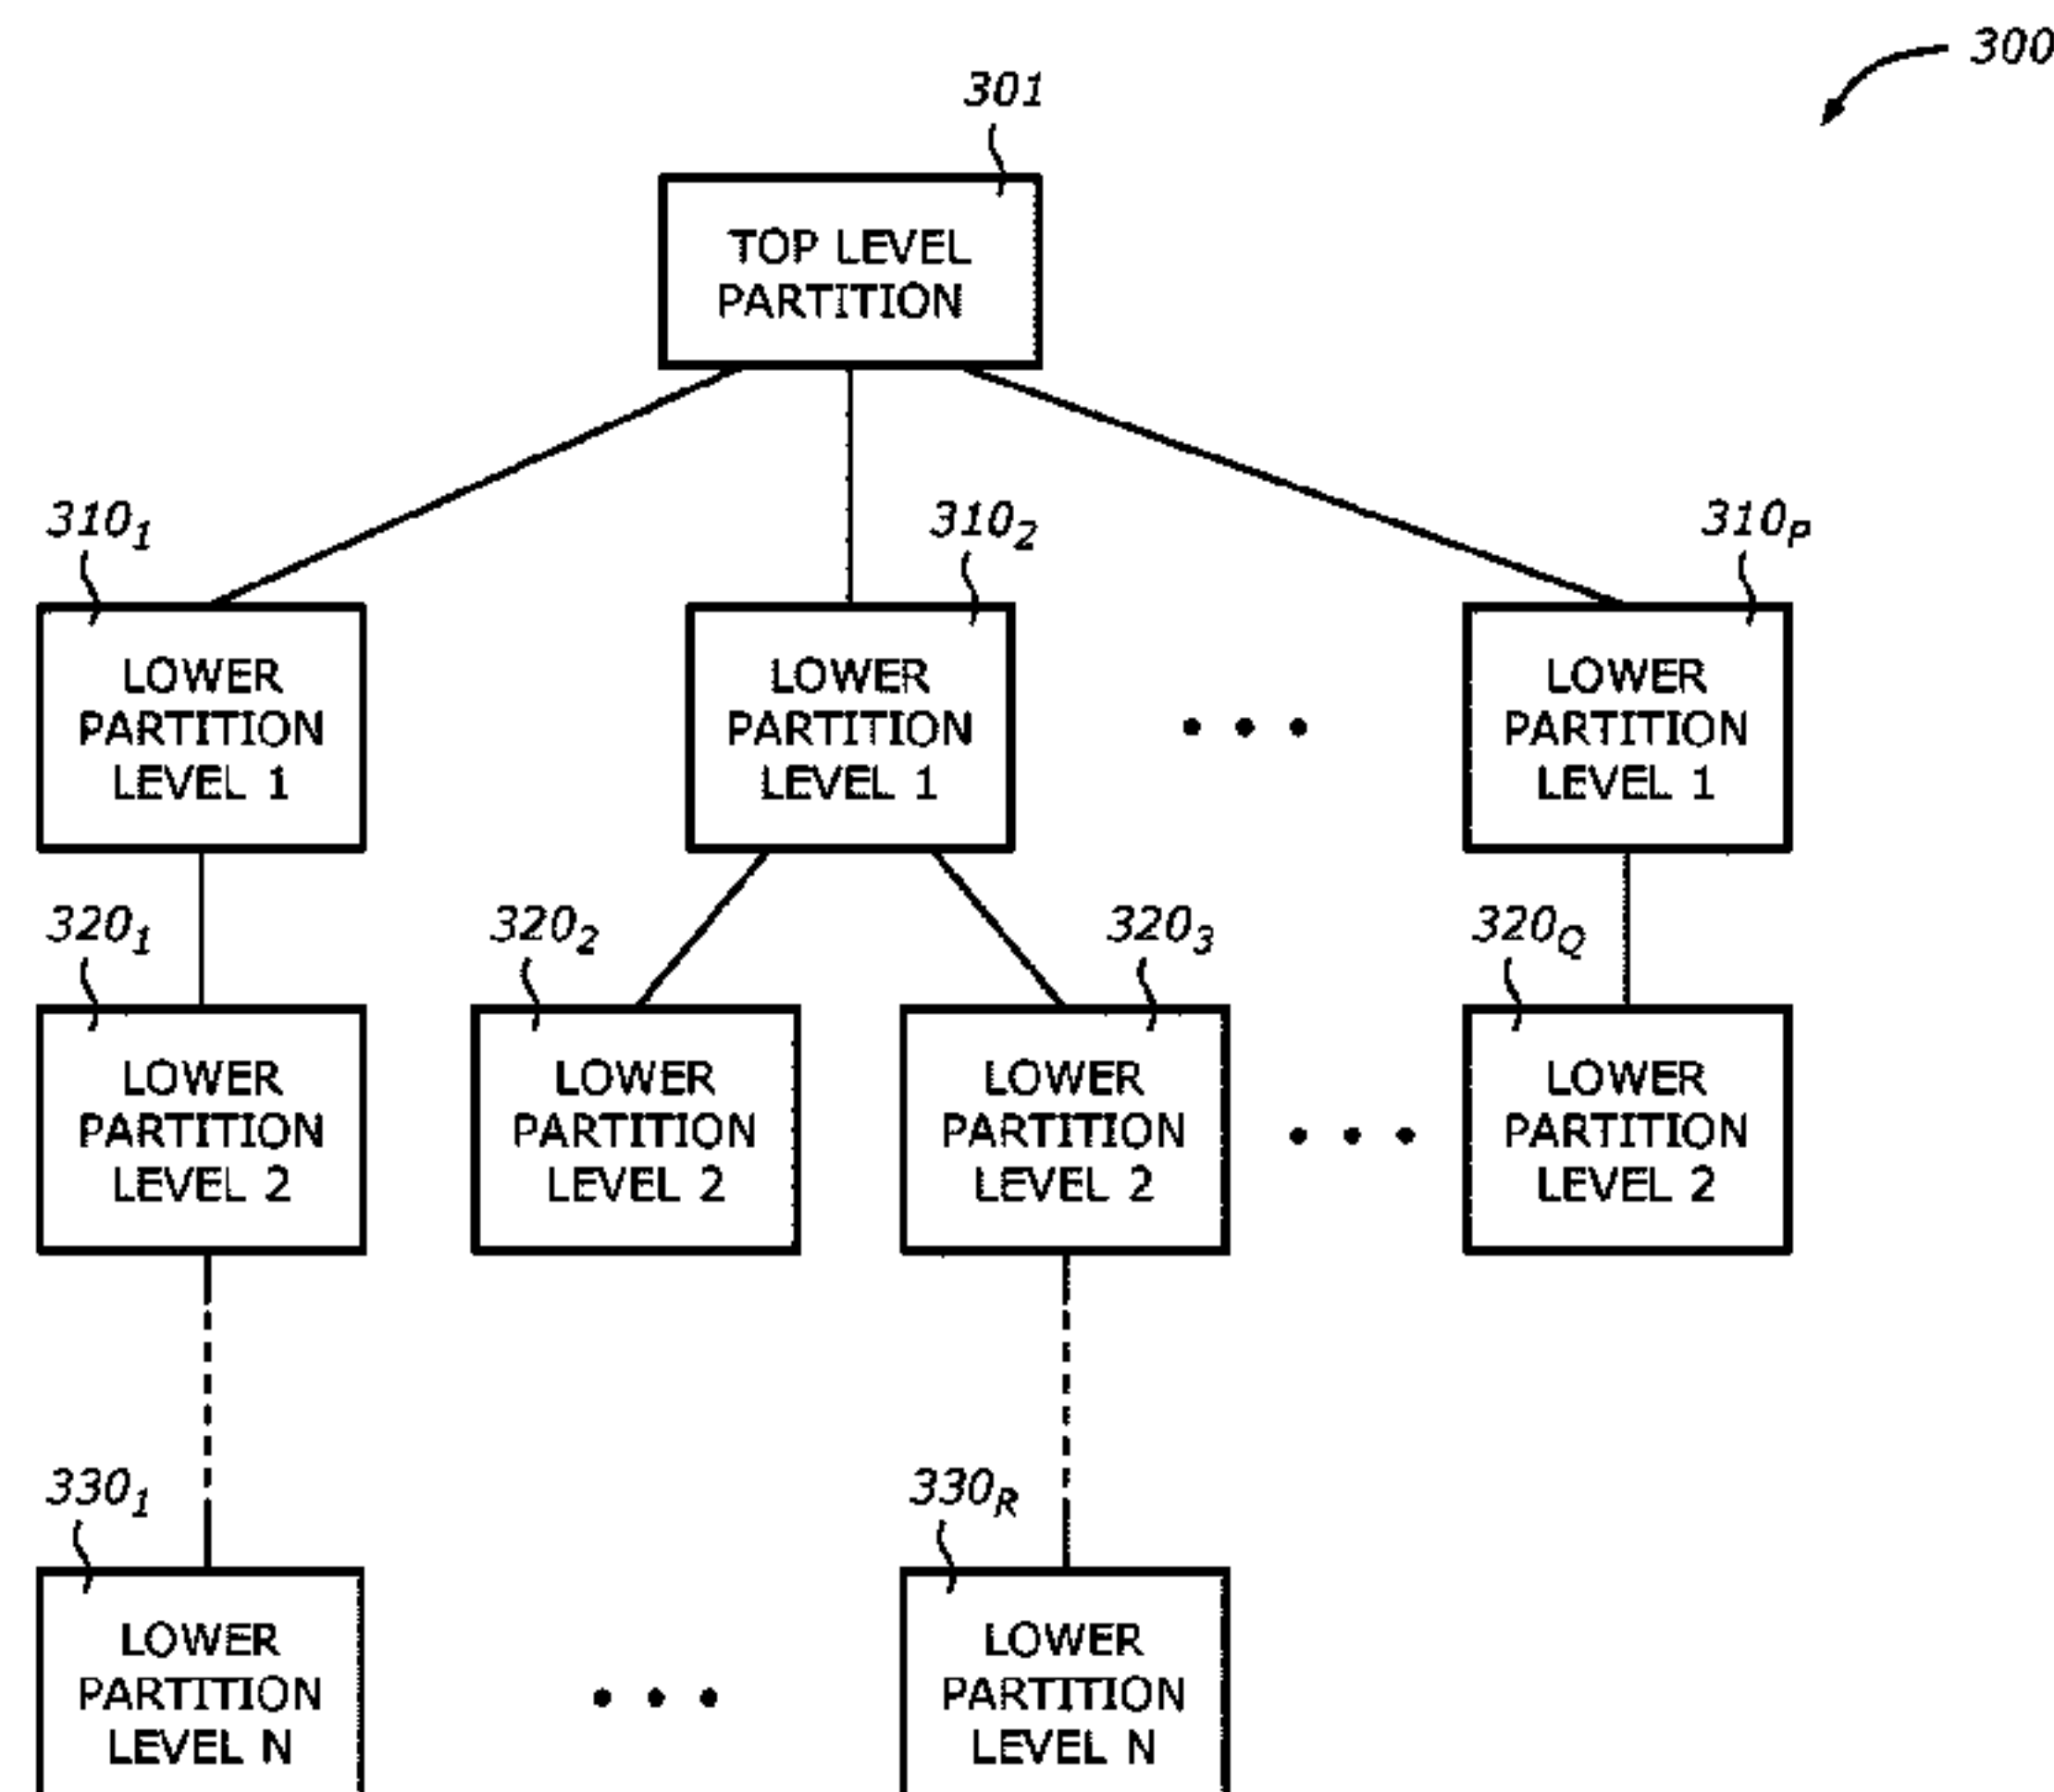 300
301
TOP LEVEL
PARTITION
310₁
310₂
310ₚ
LOWER
PARTITION
LEVEL 1
LOWER
PARTITION
LEVEL 1
• • •
LOWER
PARTITION
LEVEL 1
320₁
320₂
320₃
320Q
LOWER
PARTITION
LEVEL 2
LOWER
PARTITION
LEVEL 2
LOWER
PARTITION
LEVEL 2
• • •
LOWER
PARTITION
LEVEL 2
330₁
330R
LOWER
PARTITION
LEVEL N
• • •
LOWER
PARTITION
LEVEL N